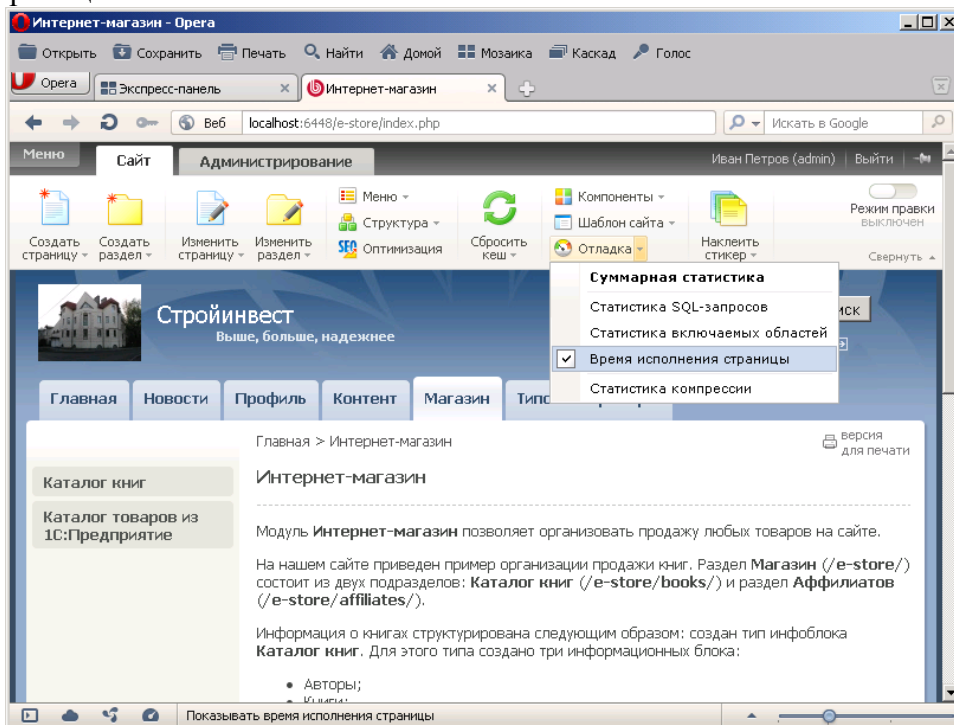 Интернет-магазин - Opera
Открыть Сохранить Печать Найти Домой Мозаика Каскад Голос
Opera Экспресс-панель Интернет-магазин
Веб localhost:6448/e-store/index.php Искать в Google
Меню Сайт Администрирование Иван Петров (admin) Выйти
Создать страницу
Создать раздел
Изменить страницу
Изменить раздел
Меню
Структура
SEO Оптимизация
Сбросить кеш
Компоненты
Шаблон сайта
Отладка
Наклеить стикер
Режим правки
выключен
Свернуть
Суммарная статистика
Статистика SQL-запросов
Статистика включаемых областей
Время исполнения страницы
Статистика компрессии
Стройинвест
Выше, больше, надежнее
Главная Новости Профиль Контент Магазин
Главная > Интернет-магазин
версия
для печати
Каталог книг
Каталог товаров из
1С:Предприятие
Интернет-магазин
Модуль Интернет-магазин позволяет организовать продажу любых товаров на сайте.
На нашем сайте приведен пример организации продажи книг. Раздел Магазин (/e-store/)
состоит из двух подразделов: Каталог книг (/e-store/books/) и раздел Аффилиатов
(/e-store/affiliates/).
Информация о книгах структурирована следующим образом: создан тип инфоблока
Каталог книг. Для этого типа создано три информационных блока:
• Авторы;
• Книги;
Показывать время исполнения страницы